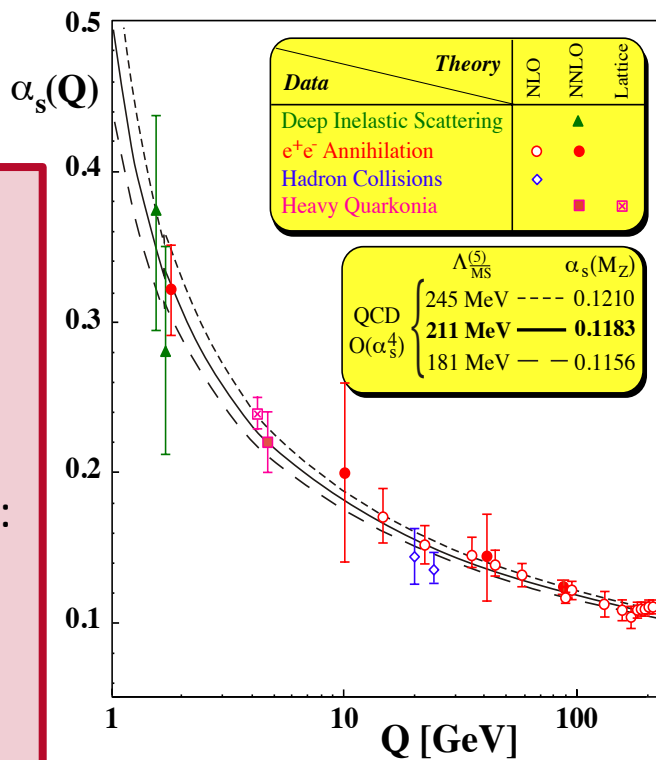 0.5
αs(Q)
0.4
0.3
0.2
0.1
Theory
Data
NLO
NNLO
Lattice
Deep Inelastic Scattering
e+e- Annihilation
Hadron Collisions
Heavy Quarkonia
Λ(5)MS αs(MZ)
QCD
O(αs4)
245 MeV 0.1210
211 MeV 0.1183
181 MeV 0.1156
:
1 10 100
Q [GeV]